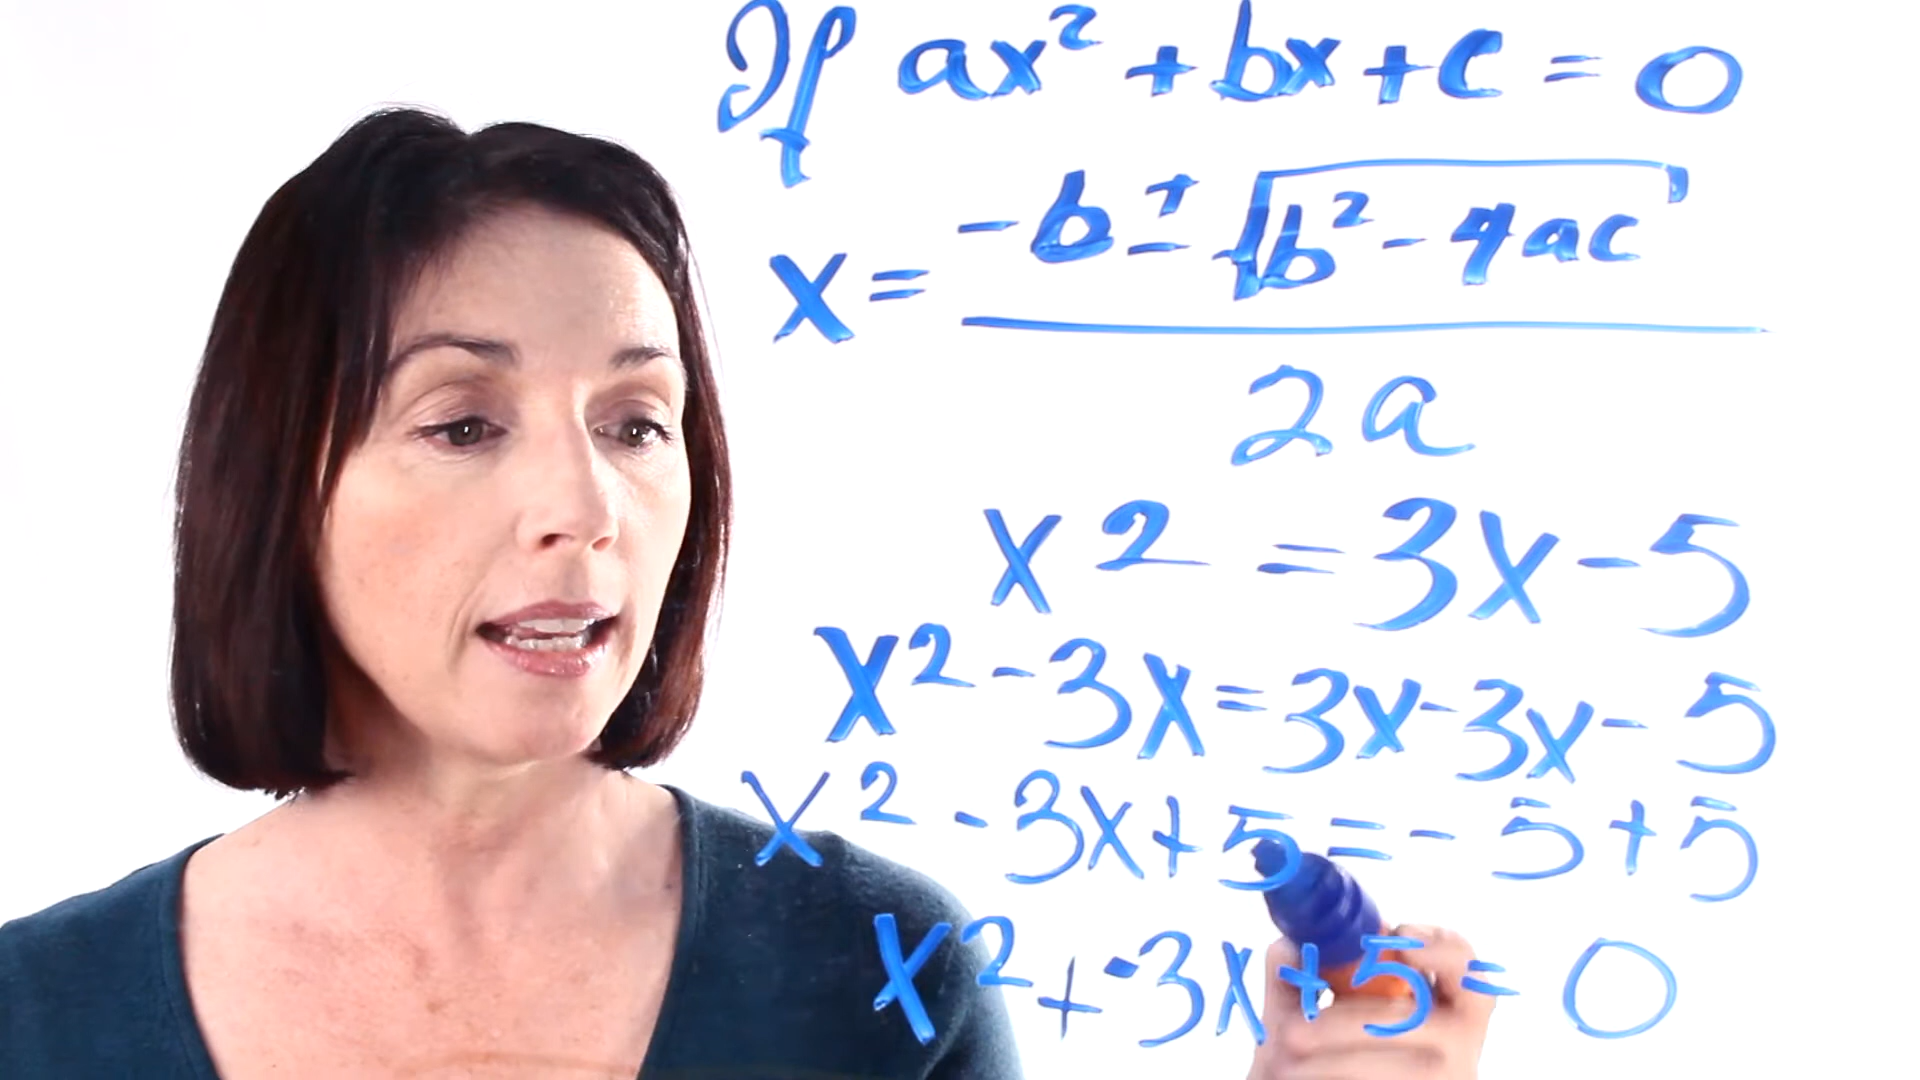 If ax² + bx + c = 0
x = -b ± √b² - 4ac
2a
x² = 3x - 5
x² - 3x = 3x - 3x - 5
x² - 3x + 5 = - 5 + 5
x² + -3x + 5 = 0